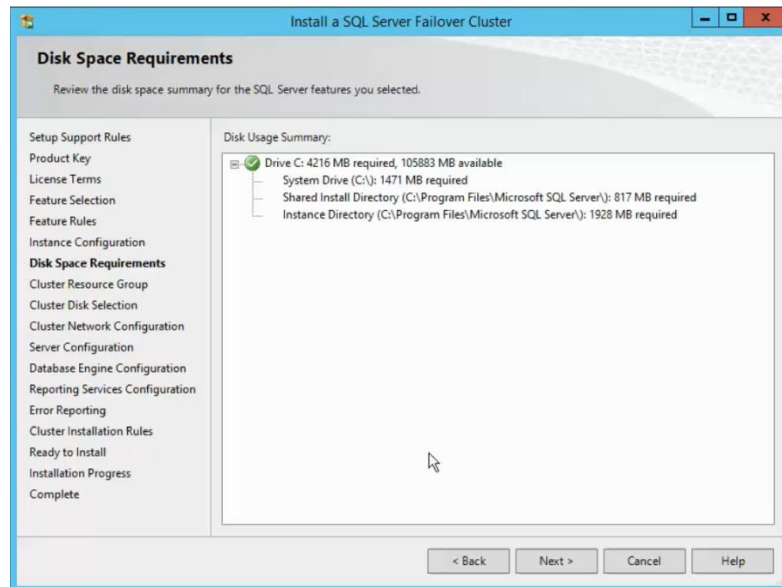 Install a SQL Server Failover Cluster
Disk Space Requirements
Review the disk space summary for the SQL Server features you selected.
Setup Support Rules
Product Key
License Terms
Feature Selection
Feature Rules
Instance Configuration
Disk Space Requirements
Cluster Resource Group
Cluster Disk Selection
Cluster Network Configuration
Server Configuration
Database Engine Configuration
Reporting Services Configuration
Error Reporting
Cluster Installation Rules
Ready to Install
Installation Progress
Complete
Disk Usage Summary:
Drive C: 4216 MB required, 105883 MB available
System Drive (C:\): 1471 MB required
Shared Install Directory (C:\Program Files\Microsoft SQL Server\): 817 MB required
Instance Directory (C:\Program Files\Microsoft SQL Server\): 1928 MB required
< Back Next > Cancel Help